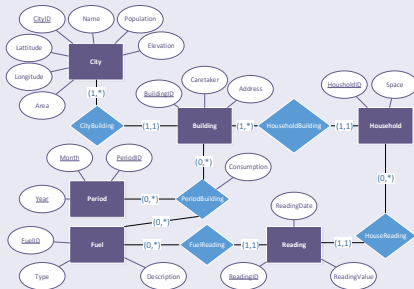 CityID
Name
Population
Lattitude
City
Elevation
Longitude
Area
(1,*)
CityBuilding
(1,1)
BuildingID
Caretaker
Address
Building
(1,*)
HousholdBuilding
(1,1)
HousholdID
Space
Household
(0,*)
Month
PeriodID
Year
Period
(0,*)
PeriodBuilding
Consumption
(0,*)
(0,*)
FuelID
Fuel
(0,*)
FuelReading
(1,1)
Type
Description
ReadingDate
Reading
(1,1)
HouseReading
(0,*)
ReadingID
ReadingValue